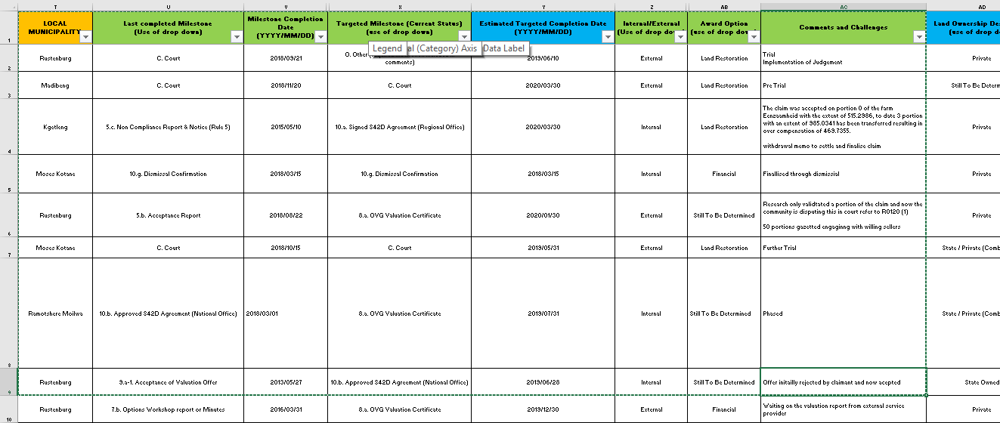 T U V X Y Z AB AC AD
LOCAL MUNICIPALITY
Last completed Milestone
(Use of drop down)
Milestone Completion
Date
(YYYY/MM/DD)
Targeted Milestone (Current Status)
(use of drop down)
Estimated Targeted Completion Date
(YYYY/MM/DD)
Internal/External
(Use of drop do
Award Option
(use of drop do
Comments and Challenges
Land Ownership De
(use of drop do
1
Legend
al (Category) Axis
Data Label
2
Rustenburg
C. Court
2018/09/21
O. Other
comments)
2019/06/10
External
Land Restoration
Trial
Implementation of Judgement
Private
3
Madibeng
C. Court
2018/11/20
C. Court
2020/03/30
External
Land Restoration
Pre Trial
Still To Be Determ
4
Kgetleng
5.c. Non Compliance Report & Notice (Rule 5)
2015/05/10
10.a. Signed S42D Agreement (Regional Office)
2020/03/30
Internal
Land Restoration
The claim was accepted on portion 0 of the farm
Eenzaamheid with the extent of 515.2986, to date 3 portion
with an extent of 985.0341 has been transferred resulting in
over compensation of 469.7355.
withdrawal memo to settle and finalise claim
Private
5
Moses Kotane
10.g. Dismissal Confirmation
2018/03/15
10.g. Dismissal Confirmation
2018/03/15
Internal
Financial
Finallised through dismissial
Private
6
Rustenburg
5.b. Acceptance Report
2018/08/22
8.a. OVG Valuation Certificate
2020/01/30
External
Still To Be Determined
Research only validtated a portion of the claim and now the
community is disputing this in court refer to R0120 (1)
50 portions gazetted engaginng with willing sellers
Private
7
Moses Kotane
C. Court
2018/10/15
C. Court
2019/05/31
External
Land Restoration
Further Trial
State / Private (Comb
8
Ramotshere Moilwa
10.b. Approved S42D Agreement (National Office)
2018/03/01
8.a. OVG Valuation Certificate
2019/07/31
Internal
Still To Be Determined
Phased
State / Private (Comb
9
Rustenburg
9.a-1. Acceptance of Valuation Offer
2013/05/27
10.b. Approved S42D Agreement (National Office)
2019/06/28
Internal
Still To Be Determined
Offer initailly rejected by claimant and now acepted
State Owned
10
Rustenburg
7.b. Options Workshop report or Minutes
2016/03/31
8.a. OVG Valuation Certificate
2019/12/30
External
Financial
Waiting on the valuation report from external service
provider
Private